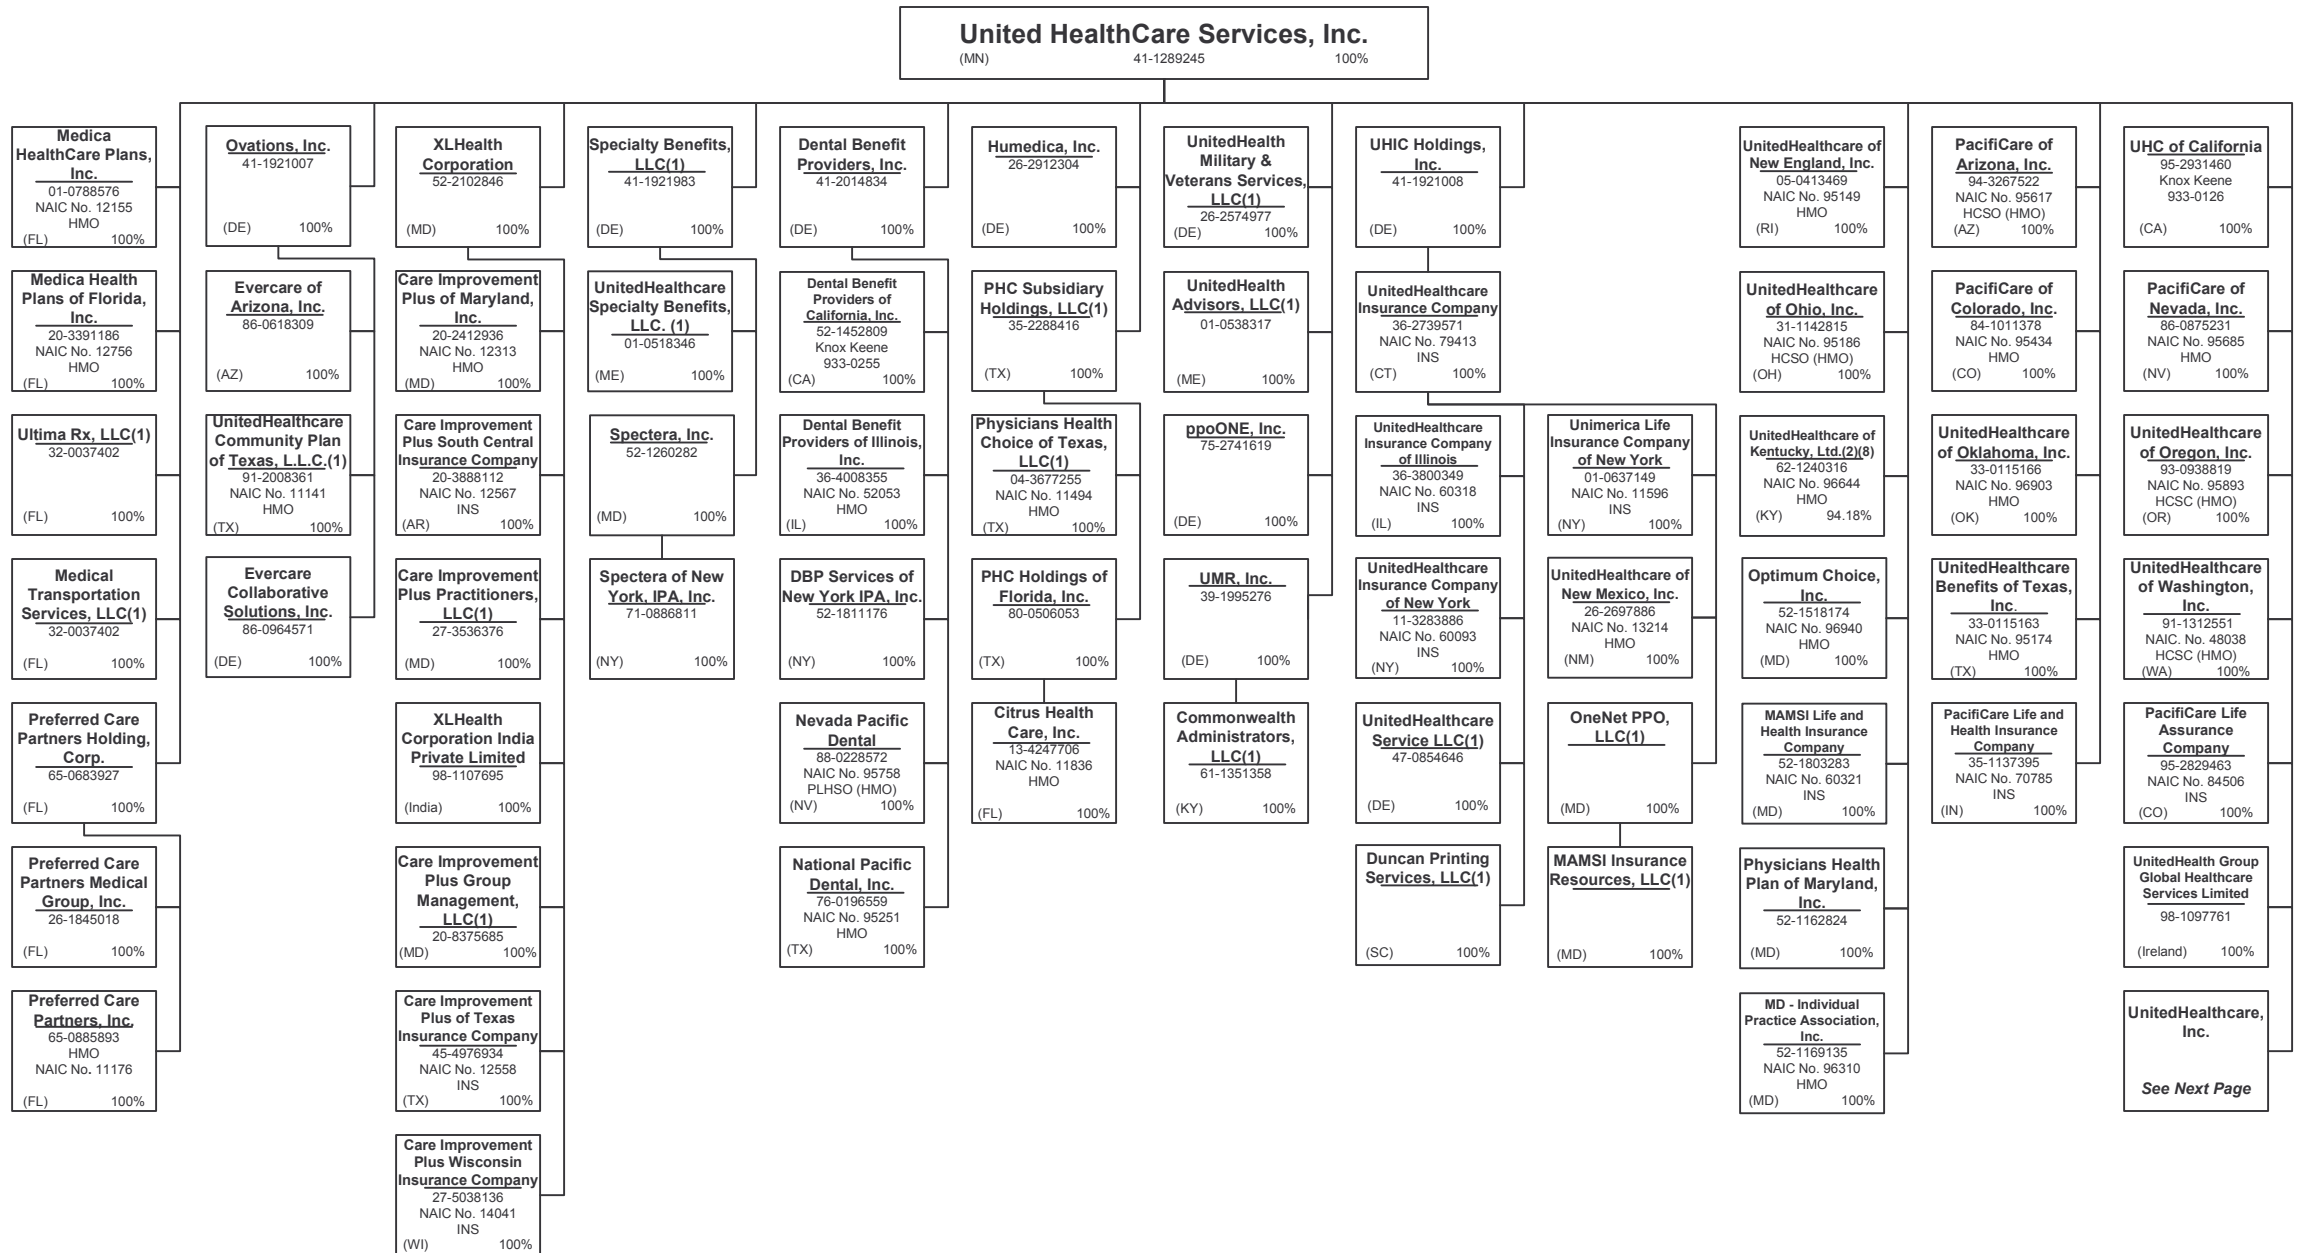 United HealthCare Services, Inc.
(MN) 41-1289245 100%
Medica
HealthCare Plans,
Inc.
01-0788576
NAIC No. 12155
HMO
(FL) 100%
Medica Health
Plans of Florida,
Inc.
20-3391186
NAIC No. 12756
HMO
(FL) 100%
Ultima Rx, LLC(1)
32-0037402
(FL) 100%
Medical
Transportation
Services, LLC(1)
32-0037402
(FL) 100%
Preferred Care
Partners Holding,
Corp.
65-0683927
(FL) 100%
Preferred Care
Partners Medical
Group, Inc.
26-1845018
(FL) 100%
Preferred Care
Partners, Inc.
65-0885893
HMO
NAIC No. 11176
(FL) 100%
Ovations, Inc.
41-1921007
(DE) 100%
Evercare of
Arizona, Inc.
86-0618309
(AZ) 100%
UnitedHealthcare
Community Plan
of Texas, L.L.C.(1)
91-2008361
NAIC No. 11141
HMO
(TX) 100%
Evercare
Collaborative
Solutions, Inc.
86-0964571
(DE) 100%
XLHealth
Corporation
52-2102846
(MD) 100%
Care Improvement
Plus of Maryland,
Inc.
20-2412936
NAIC No. 12313
HMO
(MD) 100%
Care Improvement
Plus South Central
Insurance Company
20-3888112
NAIC No. 12567
INS
(AR) 100%
Care Improvement
Plus Practitioners,
LLC(1)
27-3536376
(MD) 100%
XLHealth
Corporation India
Private Limited
98-1107695
(India) 100%
Care Improvement
Plus Group
Management,
LLC(1)
20-8375685
(MD) 100%
Care Improvement
Plus of Texas
Insurance Company
45-4976934
NAIC No. 12558
INS
(TX) 100%
Care Improvement
Plus Wisconsin
Insurance Company
27-5038136
NAIC No. 14041
INS
(WI) 100%
Specialty Benefits,
LLC(1)
41-1921983
(DE) 100%
UnitedHealthcare
Specialty Benefits,
LLC. (1)
01-0518346
(ME) 100%
Spectera, Inc.
52-1260282
(MD) 100%
Spectera of New
York, IPA, Inc.
71-0886811
(NY) 100%
Dental Benefit
Providers, Inc.
41-2014834
(DE) 100%
Dental Benefit
Providers of
California, Inc.
52-1452809
Knox Keene
933-0255
(CA) 100%
Dental Benefit
Providers of Illinois,
Inc.
36-4008355
NAIC No. 52053
HMO
(IL) 100%
DBP Services of
New York IPA, Inc.
52-1811176
(NY) 100%
Nevada Pacific
Dental
88-0228572
NAIC No. 95758
PLHSO (HMO)
(NV) 100%
National Pacific
Dental, Inc.
76-0196559
NAIC No. 95251
HMO
(TX) 100%
Humedica, Inc.
26-2912304
(DE) 100%
PHC Subsidiary
Holdings, LLC(1)
35-2288416
(TX) 100%
Physicians Health
Choice of Texas,
LLC(1)
04-3677255
NAIC No. 11494
HMO
(TX) 100%
PHC Holdings of
Florida, Inc.
80-0506053
(TX) 100%
Citrus Health
Care, Inc.
13-4247706
NAIC No. 11836
HMO
(FL) 100%
UnitedHealth
Military &
Veterans Services,
LLC(1)
26-2574977
(DE) 100%
UnitedHealth
Advisors, LLC(1)
01-0538317
(ME) 100%
ppoONE, Inc.
75-2741619
(DE) 100%
UMR, Inc.
39-1995276
(DE) 100%
Commonwealth
Administrators,
LLC(1)
61-1351358
(KY) 100%
UHIC Holdings,
Inc.
41-1921008
(DE) 100%
UnitedHealthcare
Insurance Company
36-2739571
NAIC No. 79413
INS
(CT) 100%
UnitedHealthcare
Insurance Company
of Illinois
36-3800349
NAIC No. 60318
INS
(IL) 100%
UnitedHealthcare
Insurance Company
of New York
11-3283886
NAIC No. 60093
INS
(NY) 100%
UnitedHealthcare
Service LLC(1)
47-0854646
(DE) 100%
Duncan Printing
Services, LLC(1)
(SC) 100%
Unimerica Life
Insurance Company
of New York
01-0637149
NAIC No. 11596
INS
(NY) 100%
UnitedHealthcare of
New Mexico, Inc.
26-2697886
NAIC No. 13214
HMO
(NM) 100%
OneNet PPO,
LLC(1)
(MD) 100%
MAMSI Insurance
Resources, LLC(1)
(MD) 100%
UnitedHealthcare of
New England, Inc.
05-0413469
NAIC No. 95149
HMO
(RI) 100%
UnitedHealthcare
of Ohio, Inc.
31-1142815
NAIC No. 95186
HCSO (HMO)
(OH) 100%
UnitedHealthcare of
Kentucky, Ltd.(2)(8)
62-1240316
NAIC No. 96644
HMO
(KY) 94.18%
Optimum Choice,
Inc.
52-1518174
NAIC No. 96940
HMO
(MD) 100%
MAMSI Life and
Health Insurance
Company
52-1803283
NAIC No. 60321
INS
(MD) 100%
Physicians Health
Plan of Maryland,
Inc.
52-1162824
(MD) 100%
MD - Individual
Practice Association,
Inc.
52-1169135
NAIC No. 96310
HMO
(MD) 100%
PacifiCare of
Arizona, Inc.
94-3267522
NAIC No. 95617
HCSO (HMO)
(AZ) 100%
PacifiCare of
Colorado, Inc.
84-1011378
NAIC No. 95434
HMO
(CO) 100%
UnitedHealthcare
of Oklahoma, Inc.
33-0115166
NAIC No. 96903
HMO
(OK) 100%
UnitedHealthcare
Benefits of Texas,
Inc.
33-0115163
NAIC No. 95174
HMO
(TX) 100%
PacifiCare Life and
Health Insurance
Company
35-1137395
NAIC No. 70785
INS
(IN) 100%
UHC of California
95-2931460
Knox Keene
933-0126
(CA) 100%
PacifiCare of
Nevada, Inc.
86-0875231
NAIC No. 95685
HMO
(NV) 100%
UnitedHealthcare
of Oregon, Inc.
93-0938819
NAIC No. 95893
HCSC (HMO)
(OR) 100%
UnitedHealthcare
of Washington,
Inc.
91-1312551
NAIC. No. 48038
HCSC (HMO)
(WA) 100%
PacifiCare Life
Assurance
Company
95-2829463
NAIC No. 84506
INS
(CO) 100%
UnitedHealth Group
Global Healthcare
Services Limited
98-1097761
(Ireland) 100%
UnitedHealthcare,
Inc.
See Next Page